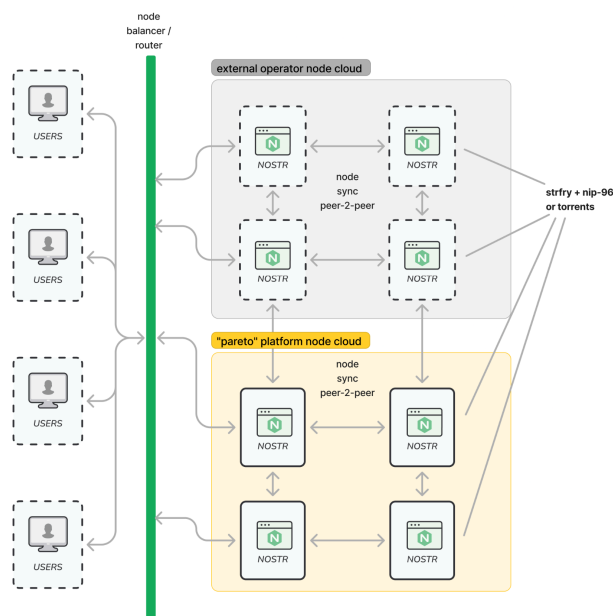 node
balancer /
router
external operator node cloud
USERS
NOSTR
NOSTR
node
sync
peer-2-peer
strfry + nip-96
or torrents
USERS
NOSTR
NOSTR
"pareto" platform node cloud
node
sync
peer-2-peer
USERS
NOSTR
NOSTR
USERS
NOSTR
NOSTR